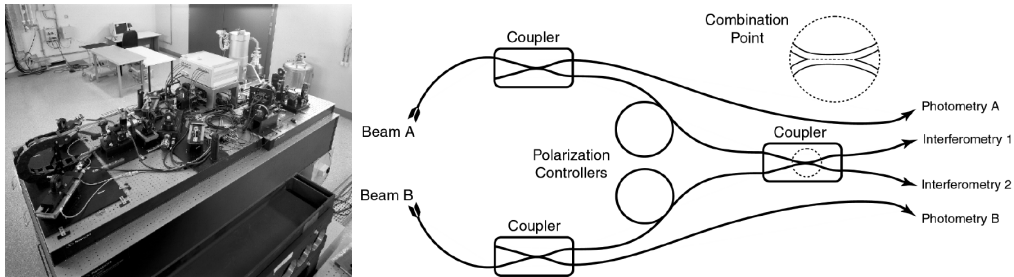 Combination
Point
Coupler
Beam A
Photometry A
Coupler
Interferometry 1
Polarization
Controllers
Beam B
Interferometry 2
Photometry B
Coupler